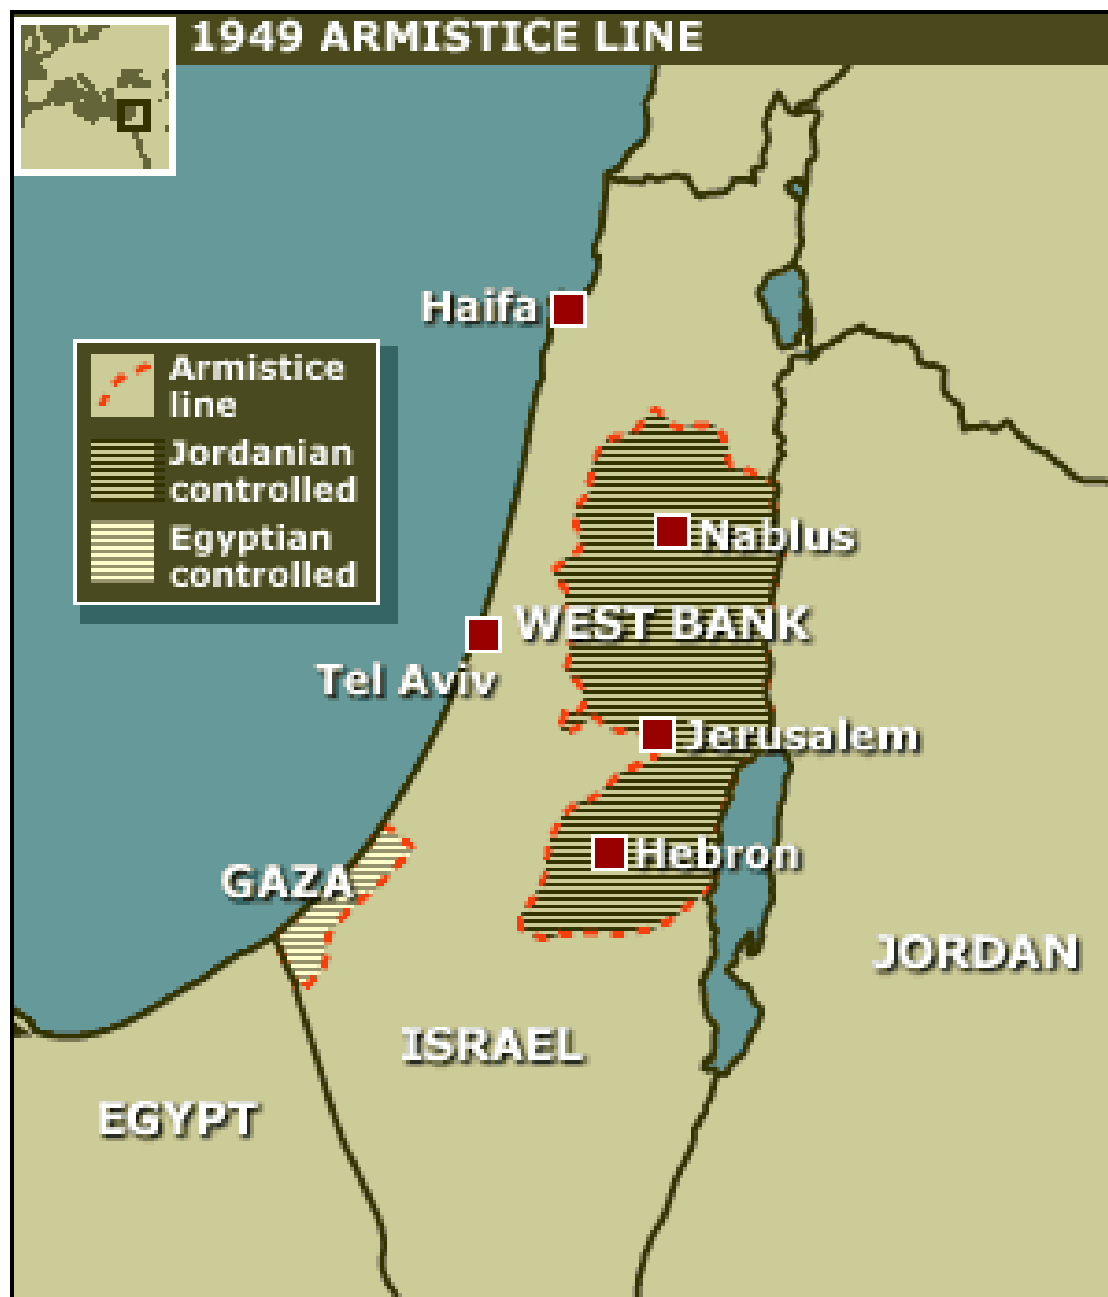 1949 ARMISTICE LINE
Haifa
Armistice
line
Jordanian
controlled
Egyptian
controlled
Nablus
WEST BANK
Tel Aviv
Jerusalem
Hebron
GAZA
JORDAN
ISRAEL
EGYPT